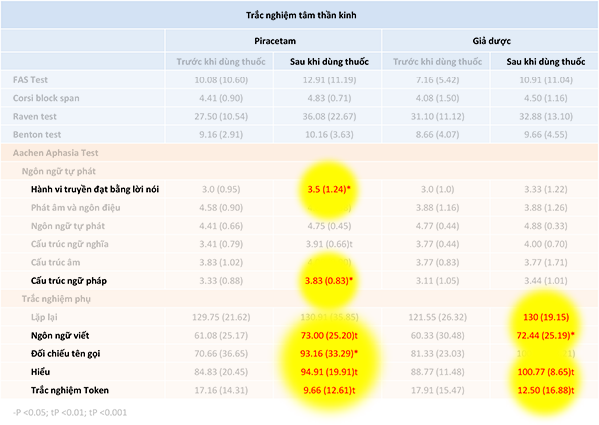 Trắc nghiệm tâm thần kinh
Piracetam Giả dược
Trước khi dùng thuốc Sau khi dùng thuốc Trước khi dùng thuốc Sau khi dùng thuốc
FAS Test 10.08 (10.60) 12.91 (11.19) 7.16 (5.42) 10.91 (11.04)
Corsi block span 4.41 (0.90) 4.83 (0.71) 4.08 (1.50) 4.50 (1.16)
Raven test 27.50 (10.54) 36.08 (22.67) 31.10 (11.12) 32.88 (13.10)
Benton test 9.16 (2.91) 10.16 (3.63) 8.66 (4.07) 9.66 (4.55)
Aachen Aphasia Test
Ngôn ngữ tự phát
Hành vi truyền đạt bằng lời nói 3.0 (0.95) 3.5 (1.24)* 3.0 (1.0) 3.33 (1.22)
Phát âm và ngôn điệu 4.58 (0.90) 3.88 (1.16) 3.88 (1.26)
Ngôn ngữ tự phát 4.41 (0.66) 4.75 (0.45) 4.77 (0.44) 4.88 (0.33)
Cấu trúc ngữ nghĩa 3.41 (0.79) 3.91 (0.66)t 3.77 (0.44) 4.00 (0.70)
Cấu trúc âm 3.83 (1.02) 3.77 (0.83) 3.77 (1.71)
Cấu trúc ngữ pháp 3.33 (0.88) 3.83 (0.83)* 3.11 (1.05) 3.44 (1.01)
Trắc nghiệm phụ
Lặp lại 129.75 (21.62) 121.55 (26.32) 130 (19.15)
Ngôn ngữ viết 61.08 (25.17) 73.00 (25.20)t 60.33 (30.48) 72.44 (25.19)*
Đối chiếu tên gọi 70.66 (36.65) 93.16 (33.29)* 81.33 (23.03)
Hiểu 84.83 (20.45) 94.91 (19.91)t 88.77 (11.48) 100.77 (8.65)t
Trắc nghiệm Token 17.16 (14.31) 9.66 (12.61)t 17.91 (15.47) 12.50 (16.88)t
-P <0.05; tP <0.01; tP <0.001